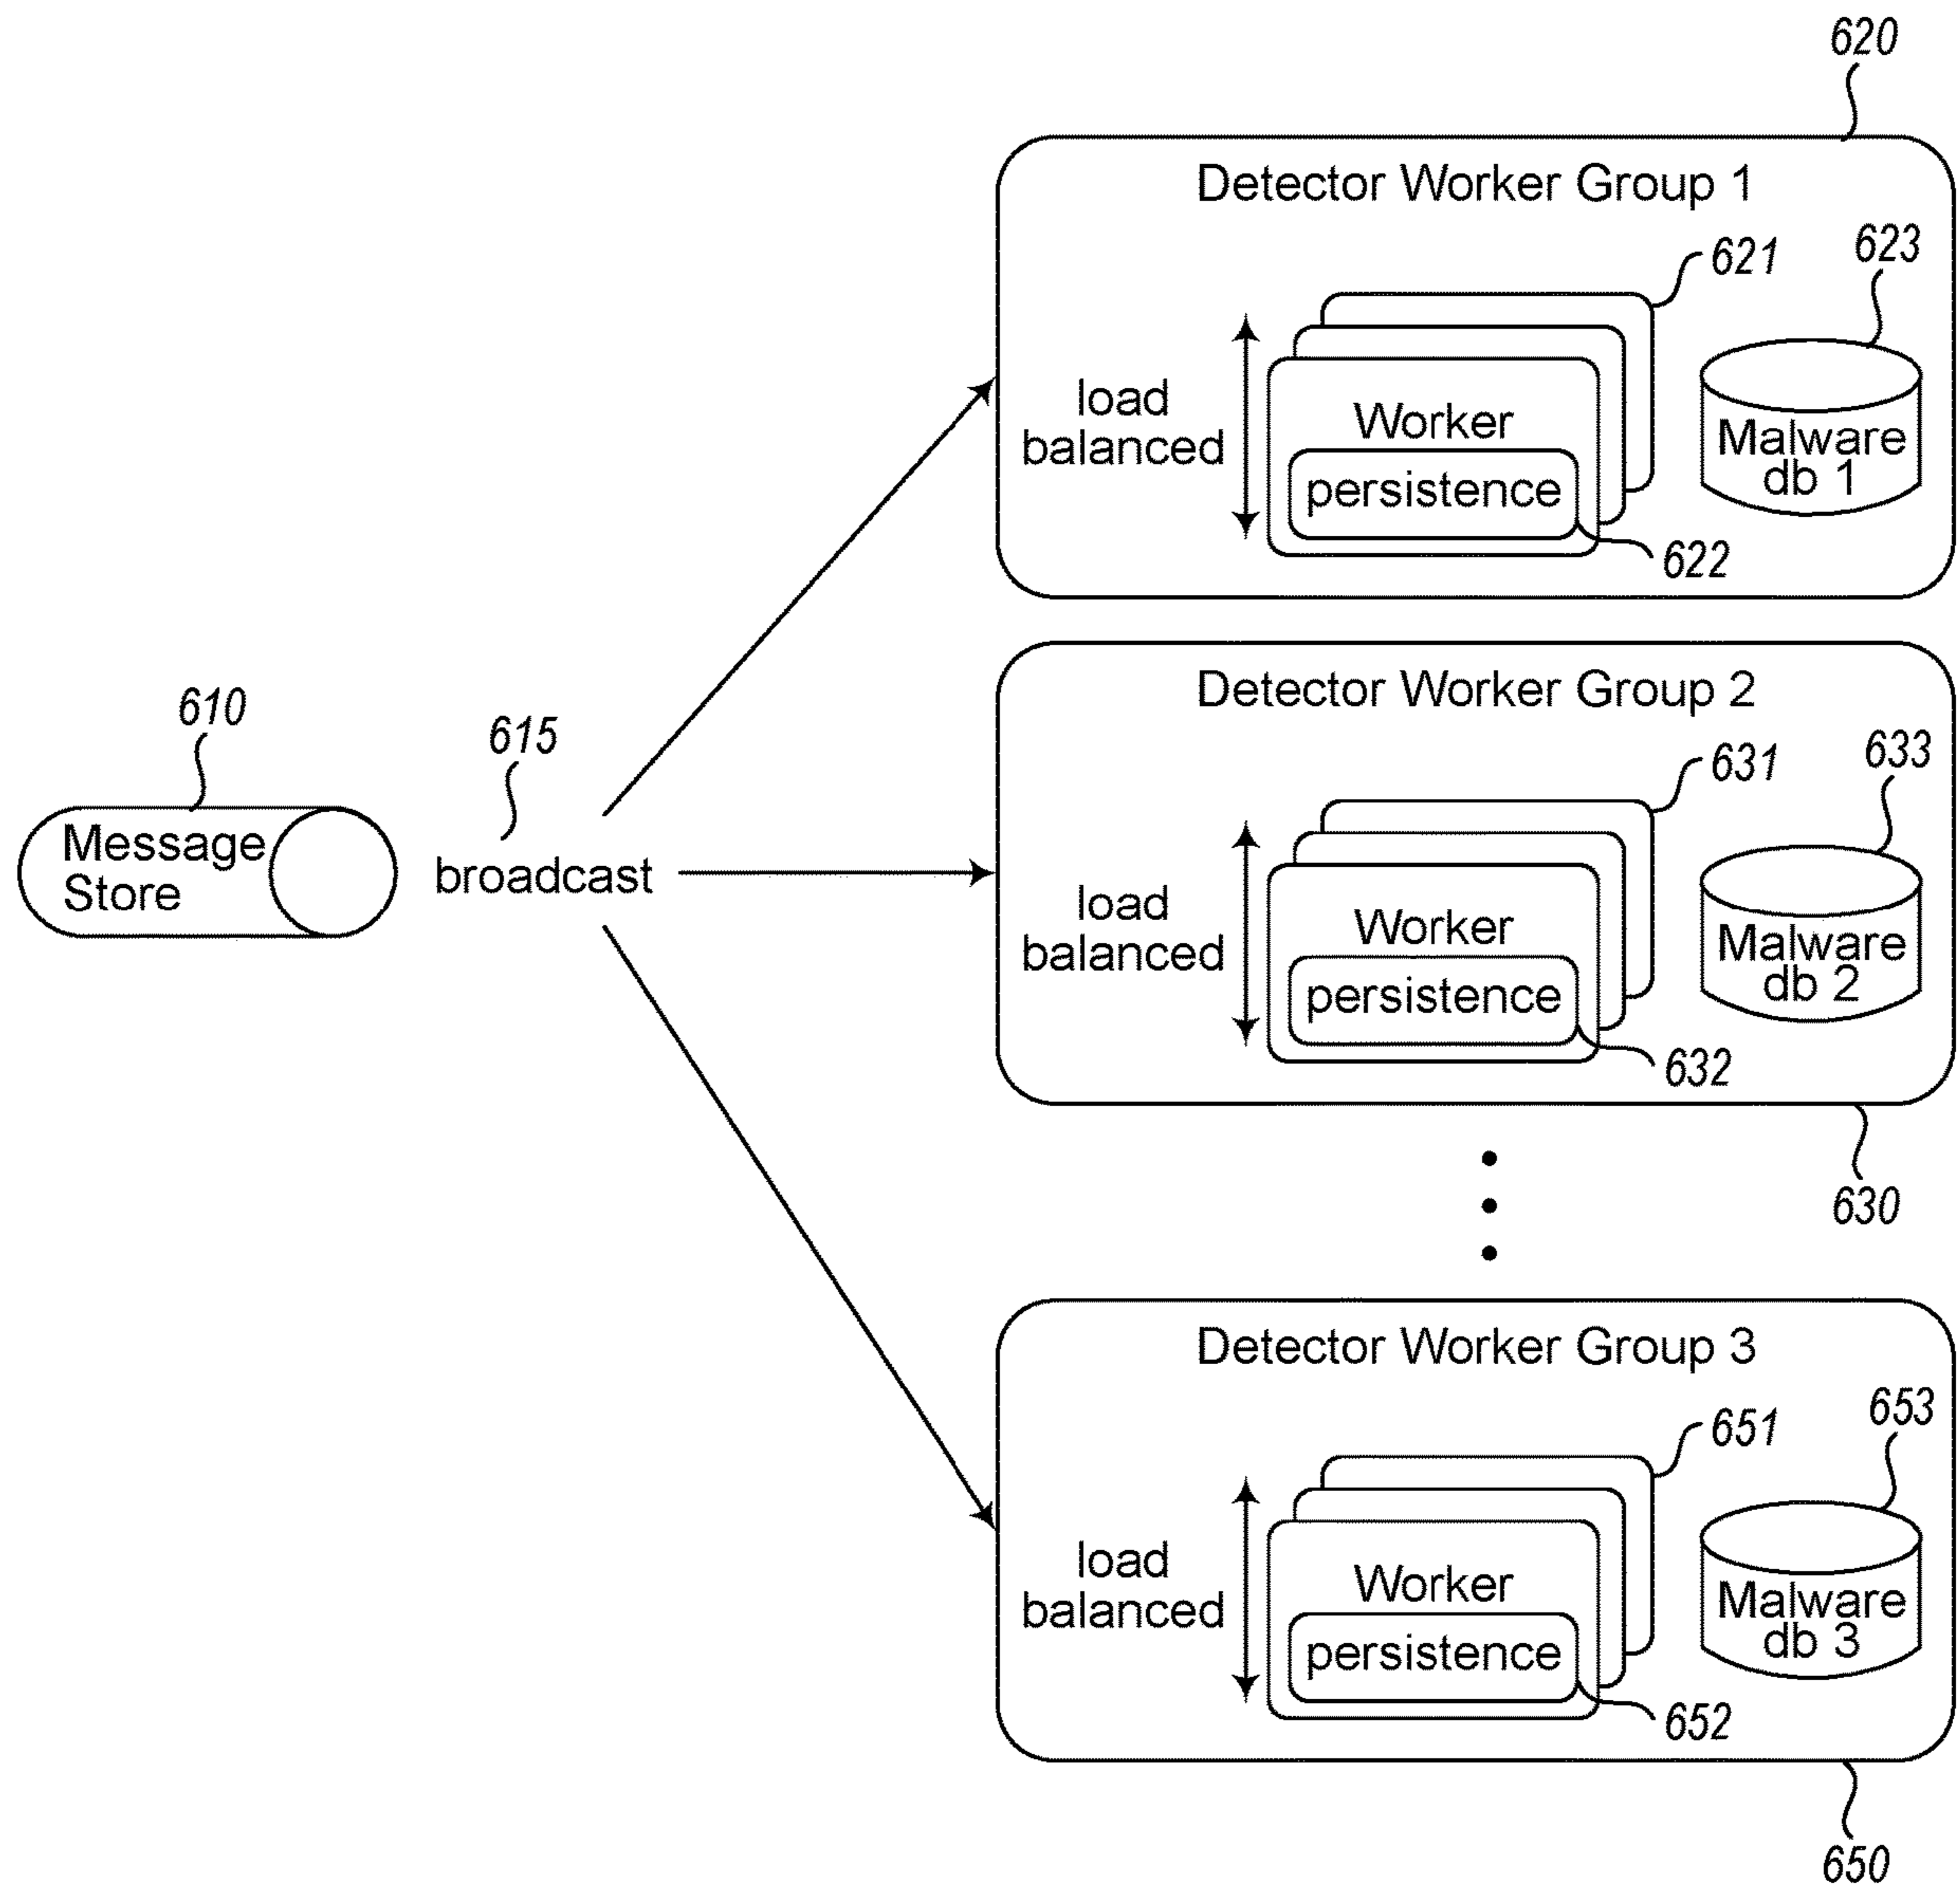 620
Detector Worker Group 1
623
621
load
balanced
Worker
persistence
Malware
db 1
622
610
615
Message
Store
broadcast
Detector Worker Group 2
633
631
load
balanced
Worker
persistence
Malware
db 2
632
630
Detector Worker Group 3
653
651
load
balanced
Worker
persistence
Malware
db 3
652
650